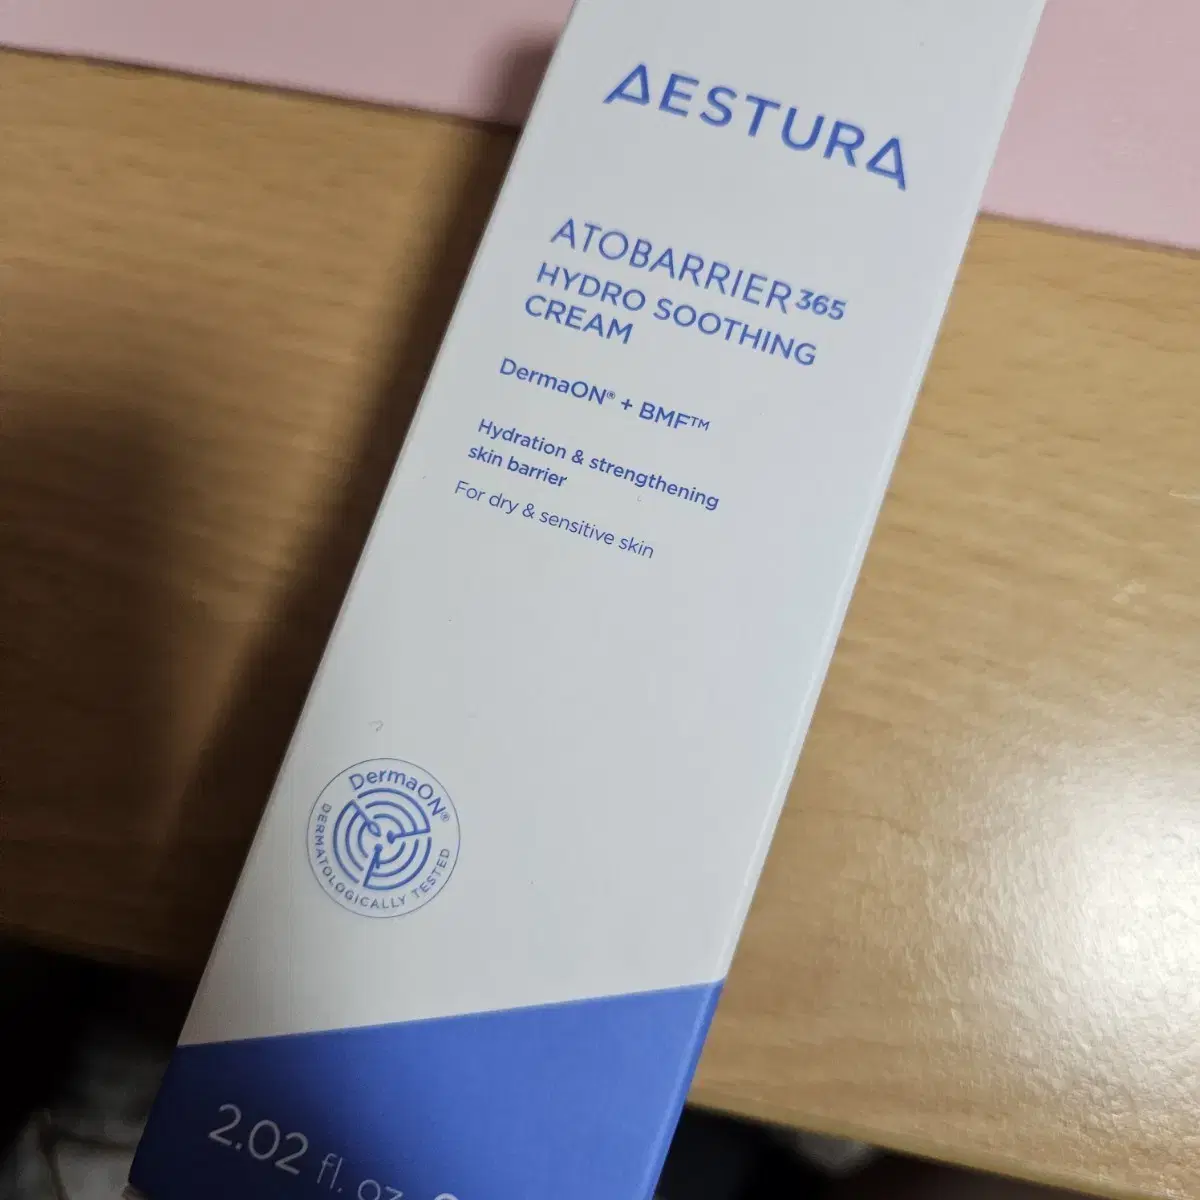 AESTURA
ATOBARRIER365
HYDRO SOOTHING
CREAM
DermaON® + BMF™
Hydration & strengthening
skin barrier
For dry & sensitive skin
DermaON®
DERMATOLOGICALLY TESTED
2.02 fl. oz.